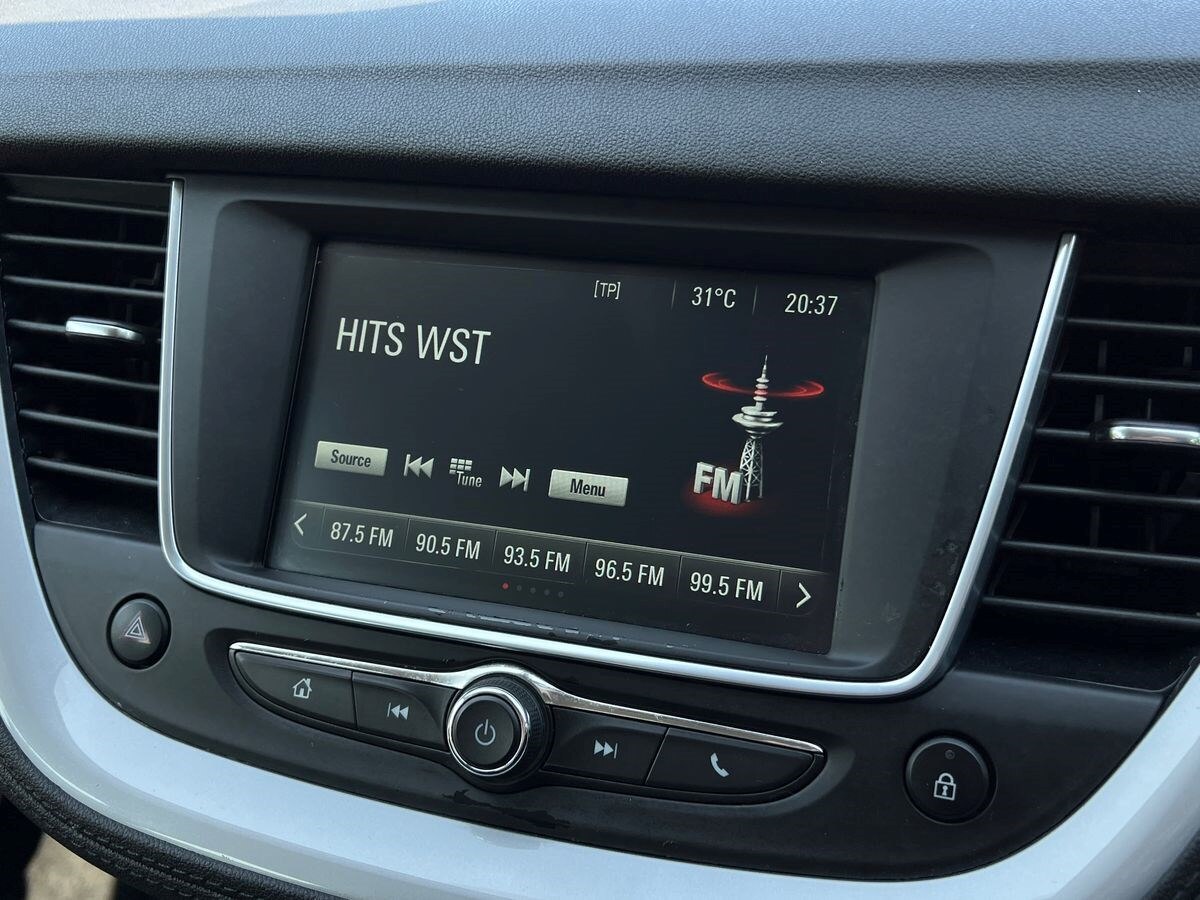 [TP] 31°C 20:37
HITS WST
Source Tune Menu
FM
87.5 FM 90.5 FM 93.5 FM 96.5 FM 99.5 FM